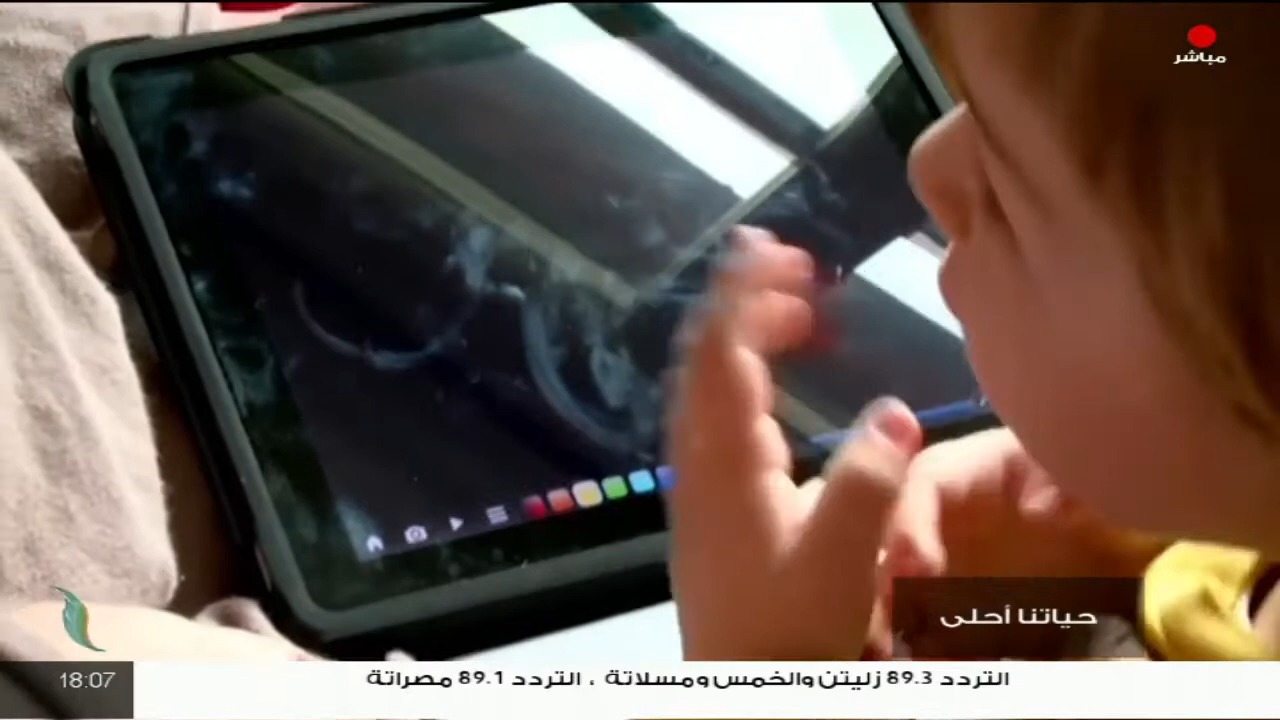 مباشر
حياتنا أحلى
18:07
التردد 89.3 زليتن والخمس ومسلاتة ، التردد 89.1 مصراتة